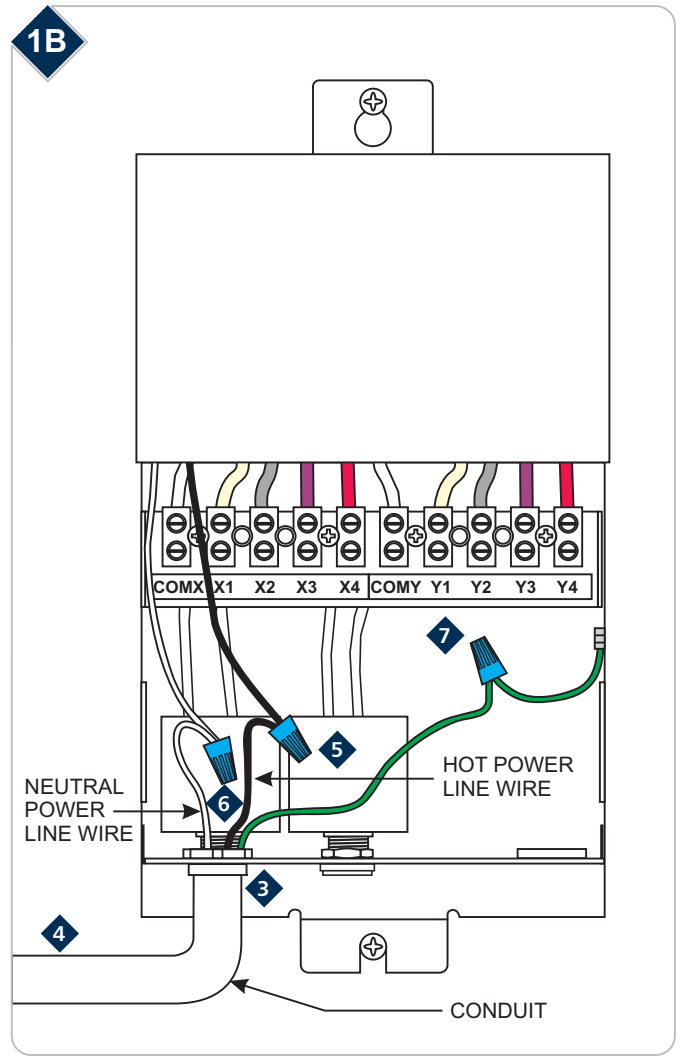 1B
COMX X1 X2 X3 X4 COMY Y1 Y2 Y3 Y4
7
5
HOT POWER
LINE WIRE
6
NEUTRAL
POWER
LINE WIRE
3
4
CONDUIT